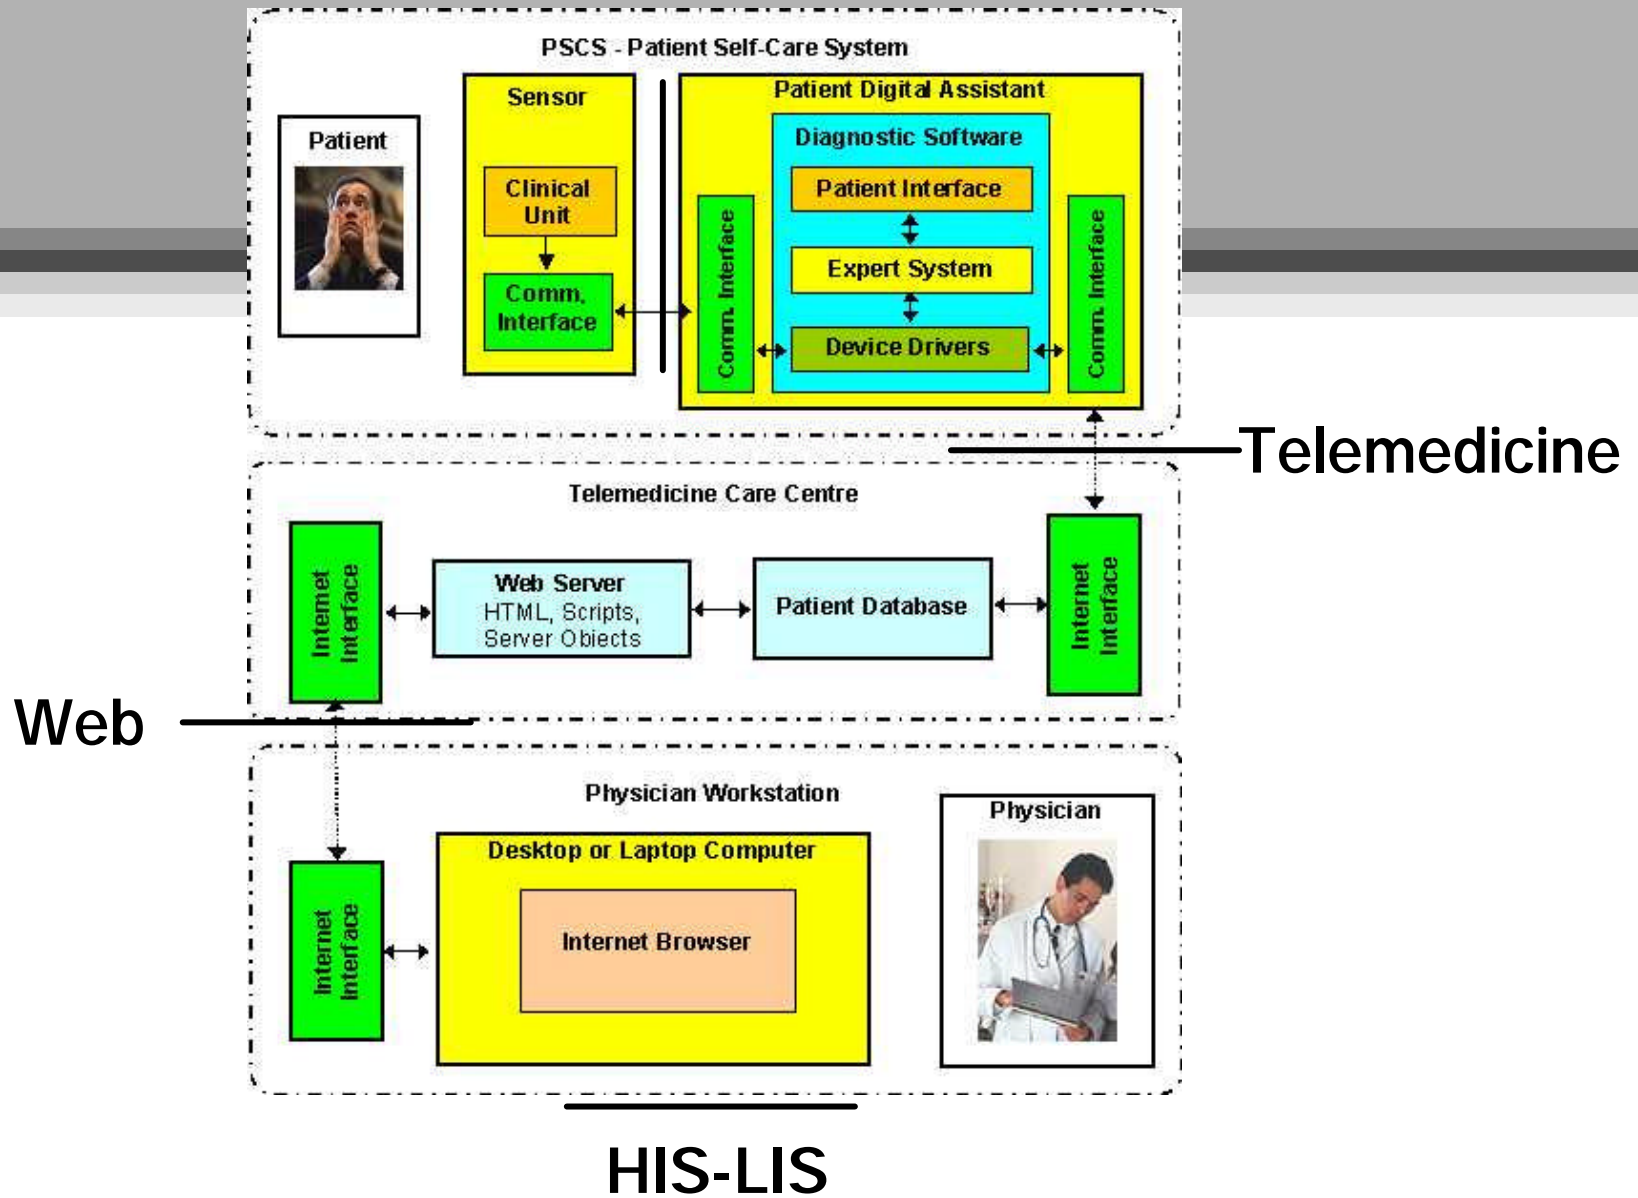 PSCS - Patient Self-Care System
Patient
Sensor
Clinical
Unit
Comm.
Interface
Patient Digital Assistant
Diagnostic Software
Patient Interface
Expert System
Device Drivers
Comm. Interface
Comm. Interface
Telemedicine
Telemedicine Care Centre
Internet
Interface
Web Server
HTML, Scripts,
Server Objects
Patient Database
Internet
Interface
Web
Physician Workstation
Internet
Interface
Desktop or Laptop Computer
Internet Browser
Physician
HIS-LIS